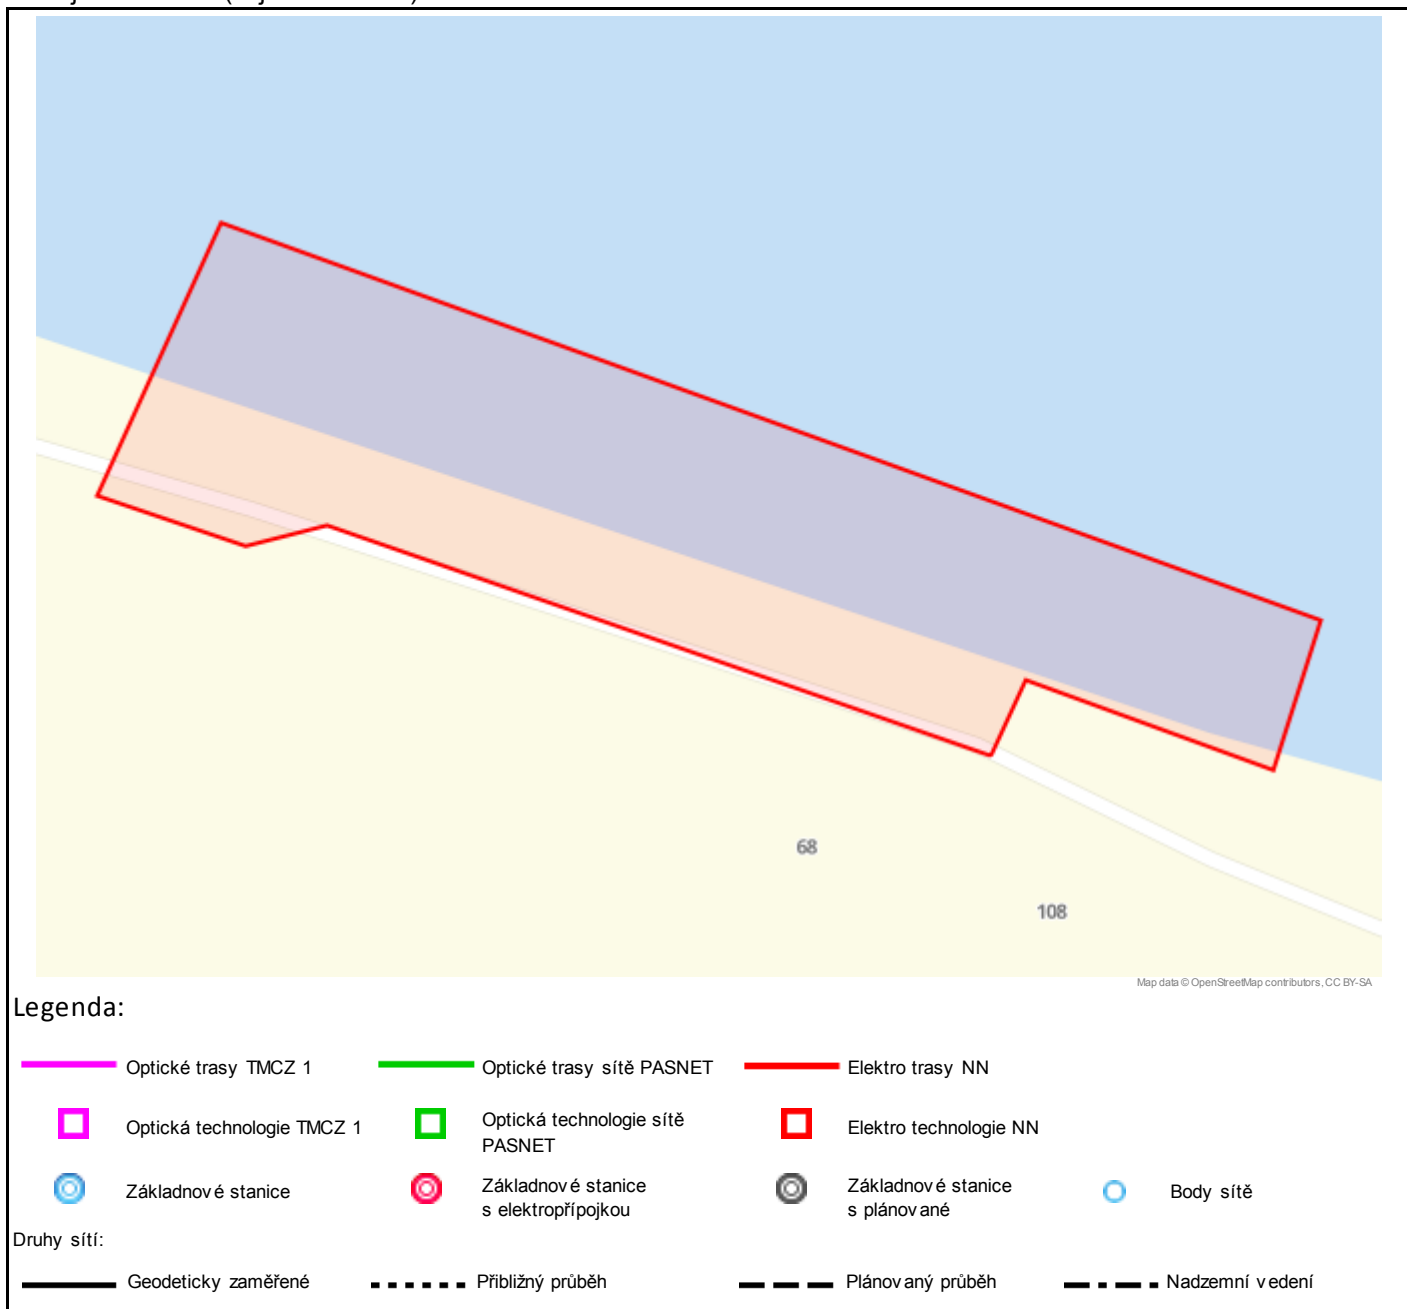 68
108
Map data © OpenStreetMap contributors, CC BY-SA
Legenda:
Optické trasy TMCZ 1
Optické trasy sítě PASNET
Elektro trasy NN
Optická technologie TMCZ 1
Optická technologie sítě
PASNET
Elektro technologie NN
Základnové stanice
Základnové stanice
s elektropřípojkou
Základnové stanice
s plánované
Body sítě
Druhy sítí:
Geodeticky zaměřené
Přibližný průběh
Plánovaný průběh
Nadzemní vedení